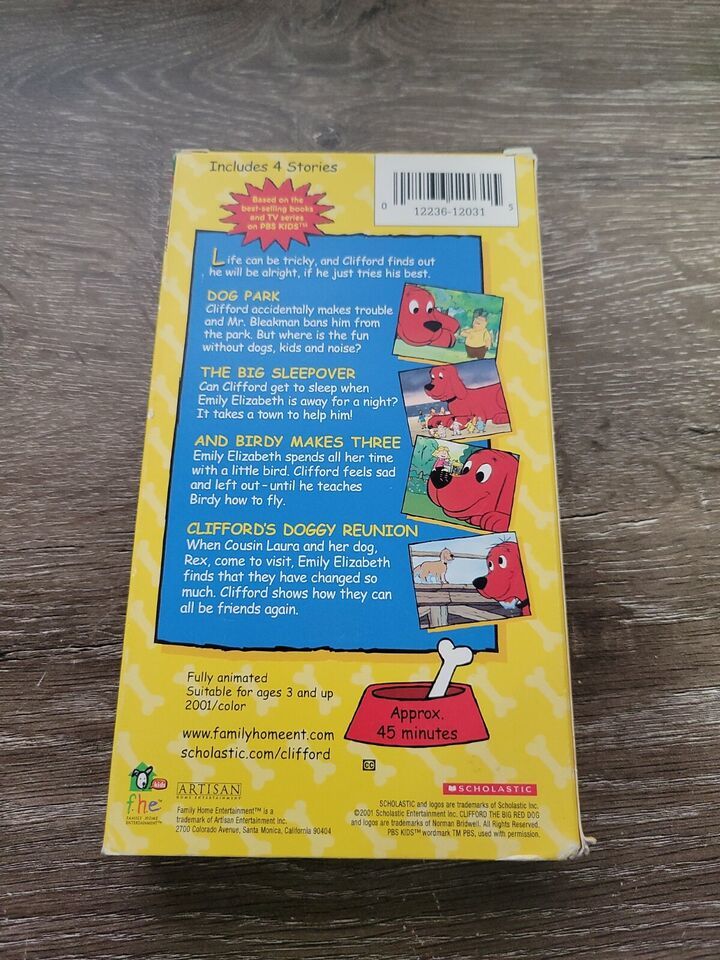 Includes 4 Stories
Based on the
best-selling books
and TV series
on PBS KIDS™
0 12236-12031 5
Life can be tricky, and Clifford finds out
he will be alright, if he just tries his best.
DOG PARK
Clifford accidentally makes trouble
and Mr. Bleakman bans him from
the park. But where is the fun
without dogs, kids and noise?
THE BIG SLEEPOVER
Can Clifford get to sleep when
Emily Elizabeth is away for a night?
It takes a town to help him!
AND BIRDY MAKES THREE
Emily Elizabeth spends all her time
with a little bird. Clifford feels sad
and left out – until he teaches
Birdy how to fly.
CLIFFORD'S DOGGY REUNION
When Cousin Laura and her dog,
Rex, come to visit, Emily Elizabeth
finds that they have changed so
much. Clifford shows how they can
all be friends again.
Fully animated
Suitable for ages 3 and up
2001/color
www.familyhomeent.com
scholastic.com/clifford
Approx.
45 minutes
CC
kids
f.h.e.™
FAMILY HOME
ENTERTAINMENT™
ARTISAN
HOME ENTERTAINMENT
Family Home Entertainment™ is a
trademark of Artisan Entertainment Inc.
2700 Colorado Avenue, Santa Monica, California 90404
SCHOLASTIC
SCHOLASTIC and logos are trademarks of Scholastic Inc.
©2001 Scholastic Entertainment Inc. CLIFFORD THE BIG RED DOG
and logos are trademarks of Norman Bridwell. All Rights Reserved.
PBS KIDS™ wordmark TM PBS, used with permission.